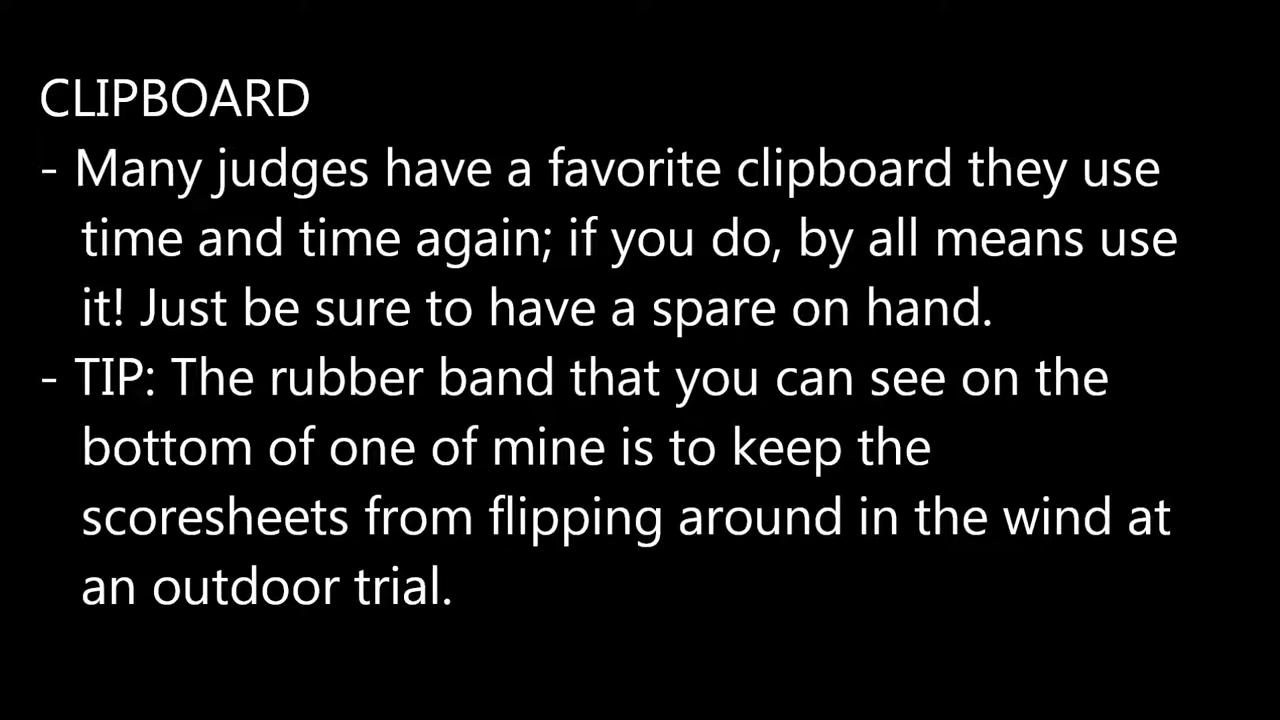 CLIPBOARD
- Many judges have a favorite clipboard they use
time and time again; if you do, by all means use
it! Just be sure to have a spare on hand.
- TIP: The rubber band that you can see on the
bottom of one of mine is to keep the
scoresheets from flipping around in the wind at
an outdoor trial.